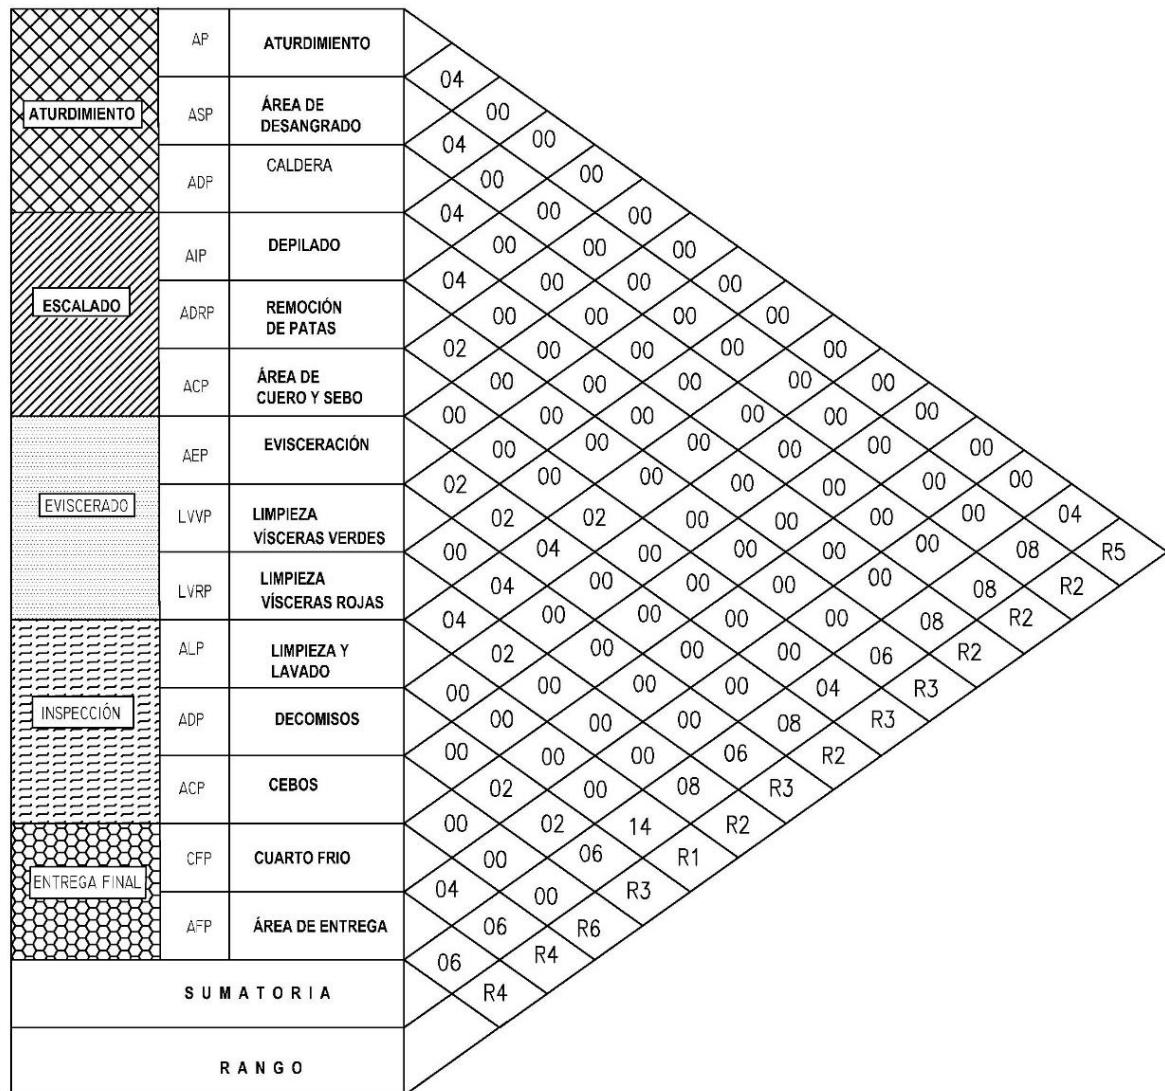 ATURDIMIENTO
AP ATURDIMIENTO
ASP ÁREA DE
DESANGRADO
ADP CALDERA
ESCALADO
AIP DEPILADO
ADRP REMOCIÓN
DE PATAS
ACP ÁREA DE
CUERO Y SEBO
EVISCERADO
AEP EVISCERACIÓN
LVVP LIMPIEZA
VÍSCERAS VERDES
LVRP LIMPIEZA
VÍSCERAS ROJAS
INSPECCIÓN
ALP LIMPIEZA Y
LAVADO
ADP DECOMISOS
ACP CEBOS
ENTREGA FINAL
CFP CUARTO FRIO
AFP ÁREA DE ENTREGA
SUMATORIA
RANGO
04 00 00 00 00 00 00 00 00 00 00 00 00 04 R5
04 00 00 00 00 00 00 00 00 00 00 00 08 R2
04 00 00 00 00 00 00 00 00 00 00 08 R2
04 00 00 00 00 00 00 00 00 00 08 R2
02 00 00 00 00 00 00 00 00 06 R3
00 00 00 02 00 00 00 00 04 R3
02 02 04 00 00 00 00 08 R2
00 04 00 00 00 00 06 R3
04 02 00 00 00 08 R2
00 00 00 00 14 R1
00 02 02 06 R3
00 00 00 R6
04 06 R4
06 R4